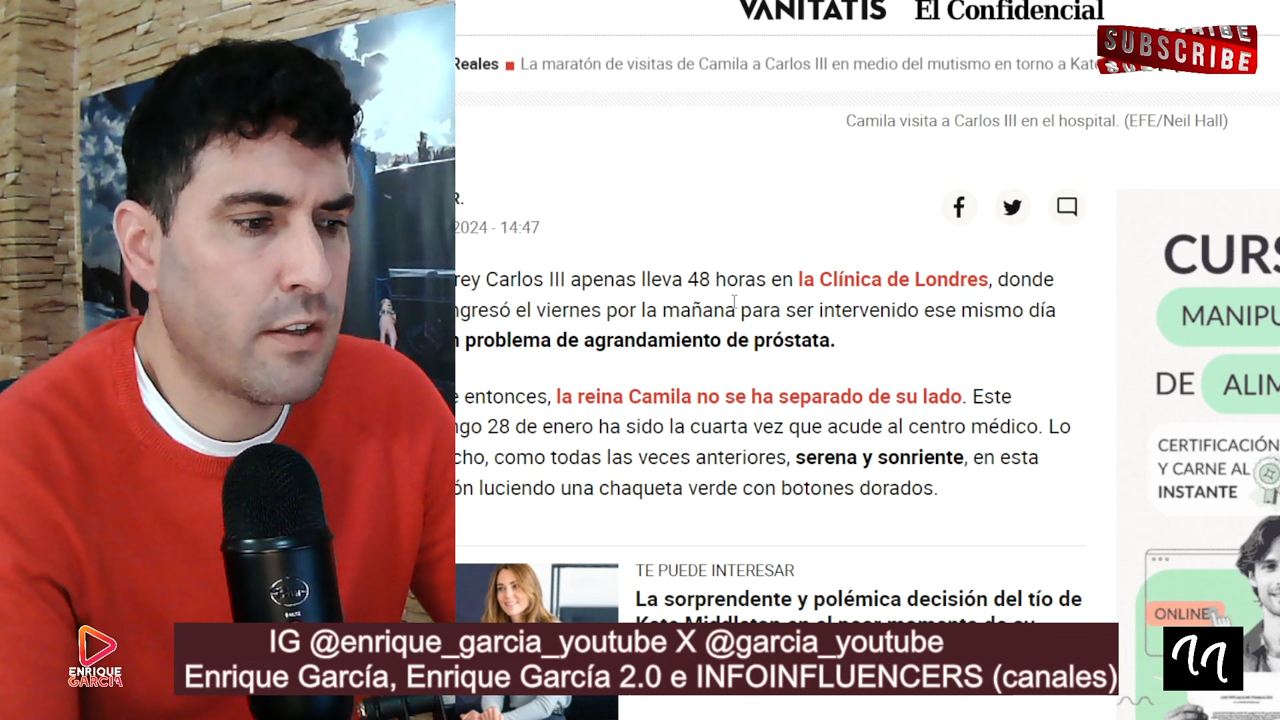 VANITATIS El Confidencial
SUBSCRIBE
Reales ■ La maratón de visitas de Camila a Carlos III en medio del mutismo en torno a Kate
Camila visita a Carlos III en el hospital. (EFE/Neil Hall)
R.
2024 - 14:47
rey Carlos III apenas lleva 48 horas en la Clínica de Londres, donde
ngresó el viernes por la mañana para ser intervenido ese mismo día
n problema de agrandamiento de próstata.
e entonces, la reina Camila no se ha separado de su lado. Este
ngo 28 de enero ha sido la cuarta vez que acude al centro médico. Lo
cho, como todas las veces anteriores, serena y sonriente, en esta
ón luciendo una chaqueta verde con botones dorados.
TE PUEDE INTERESAR
La sorprendente y polémica decisión del tío de
CURS
MANIPU
DE ALIM
CERTIFICACIÓN
Y CARNE AL
INSTANTE
ONLINE
IG @enrique_garcia_youtube X @garcia_youtube
Enrique García, Enrique García 2.0 e INFOINFLUENCERS (canales)
ENRIQUE
GARCÍA